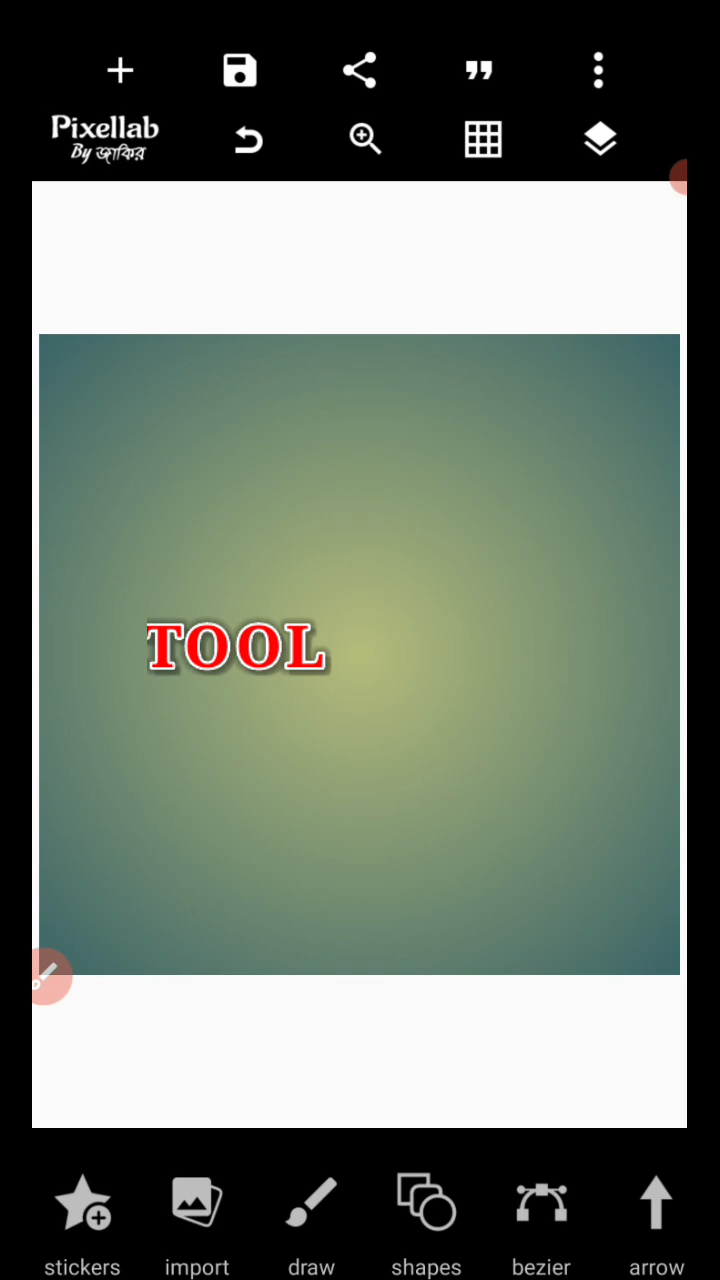 Pixellab
By জাকির
TOOL
stickers import draw shapes bezier arrow